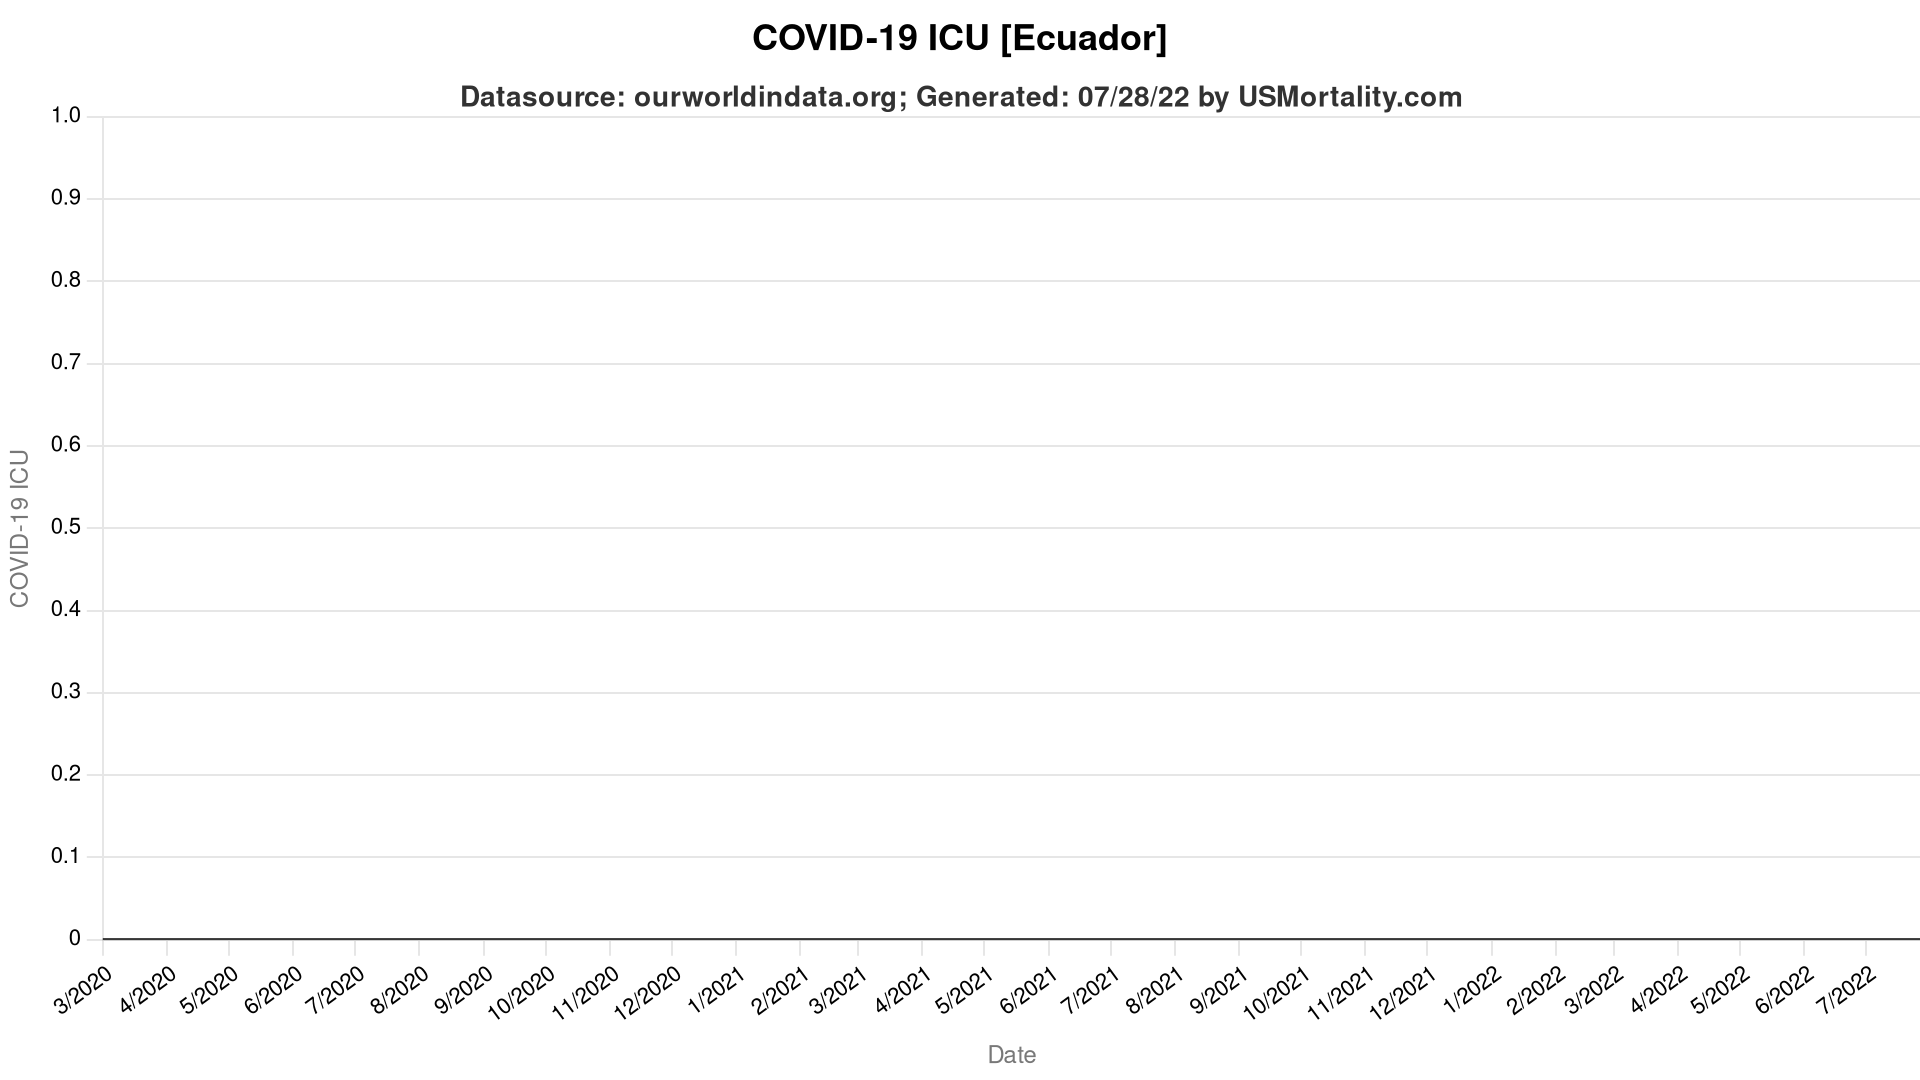 COVID-19 ICU [Ecuador]
Datasource: ourworldindata.org; Generated: 07/28/22 by USMortality.com
1.0
0.9
0.8
0.7
0.6
0.5
0.4
0.3
0.2
0.1
0
COVID-19 ICU
3/2020 4/2020 5/2020 6/2020 7/2020 8/2020 9/2020 10/2020 11/2020 12/2020 1/2021 2/2021 3/2021 4/2021 5/2021 6/2021 7/2021 8/2021 9/2021 10/2021 11/2021 12/2021 1/2022 2/2022 3/2022 4/2022 5/2022 6/2022 7/2022
Date